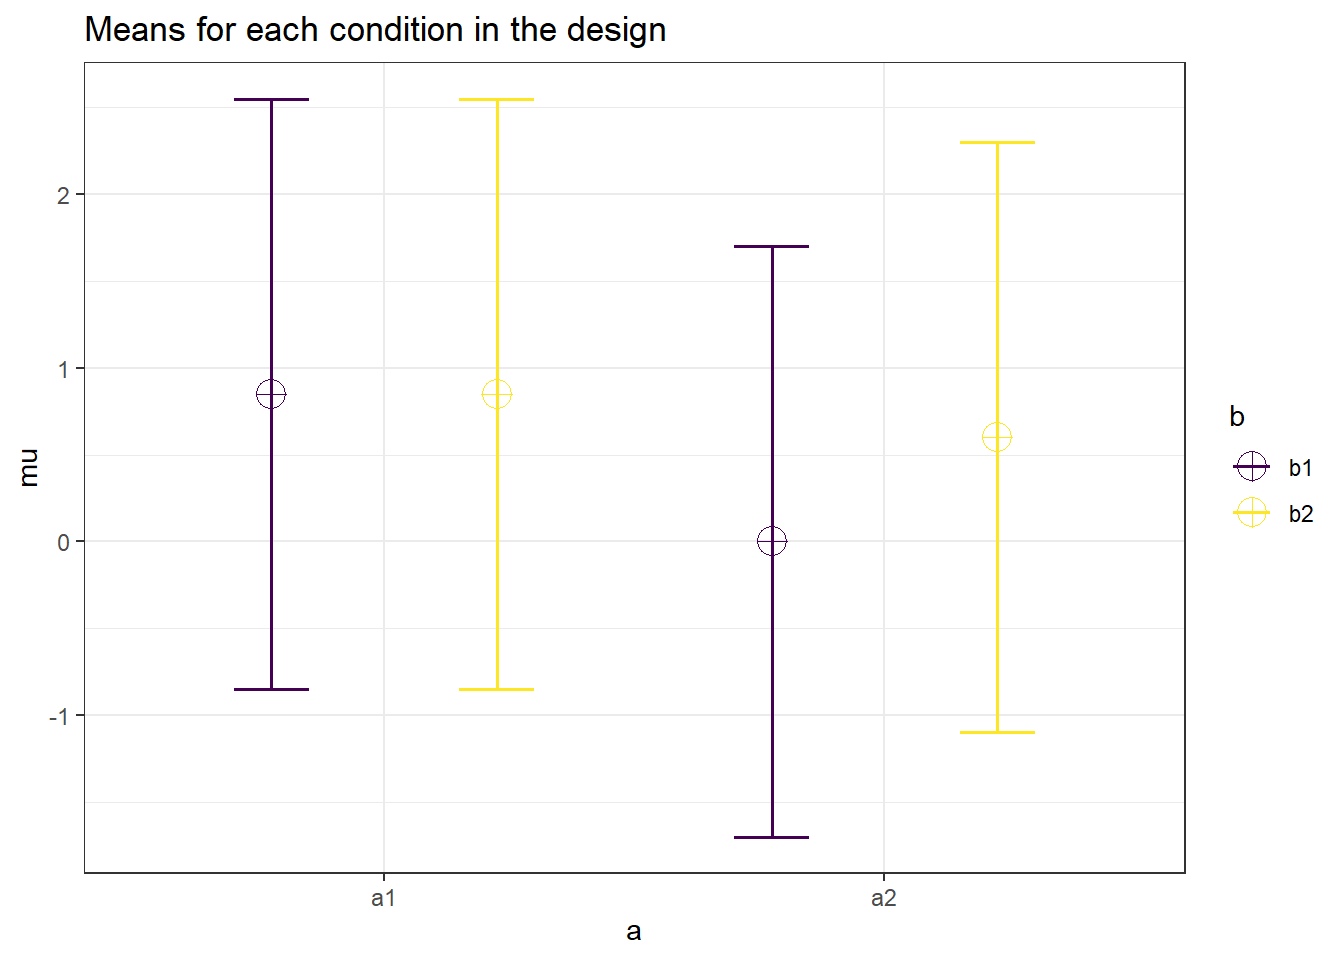 Means for each condition in the design
2
1
0
-1
mu
a1
a2
a
b
b1
b2